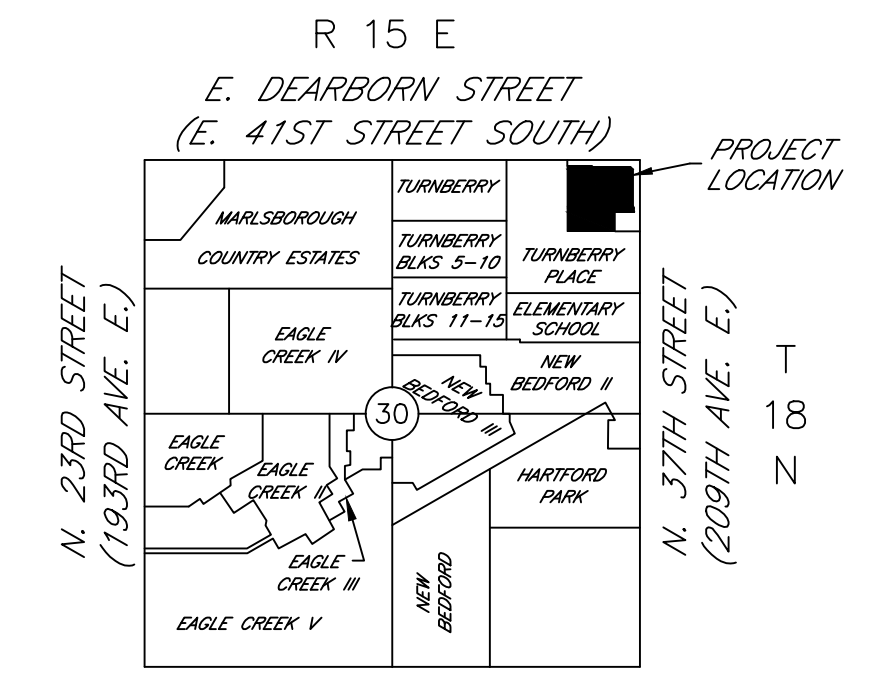 R 15 E
E. DEARBORN STREET
(E. 41ST STREET SOUTH)
PROJECT
LOCATION
TURNBERRY
MARLSBOROUGH
COUNTRY ESTATES
TURNBERRY
BLKS 5-10
TURNBERRY
PLACE
TURNBERRY
BLKS 11-15
ELEMENTARY
SCHOOL
EAGLE
CREEK IV
NEW
BEDFORD II
NEW
BEDFORD III
30
N. 23RD STREET
(193RD AVE. E.)
N. 37TH STREET
(209TH AVE. E.)
T
18
N
EAGLE
CREEK
EAGLE
CREEK II
HARTFORD
PARK
EAGLE
CREEK III
NEW
BEDFORD
EAGLE CREEK V